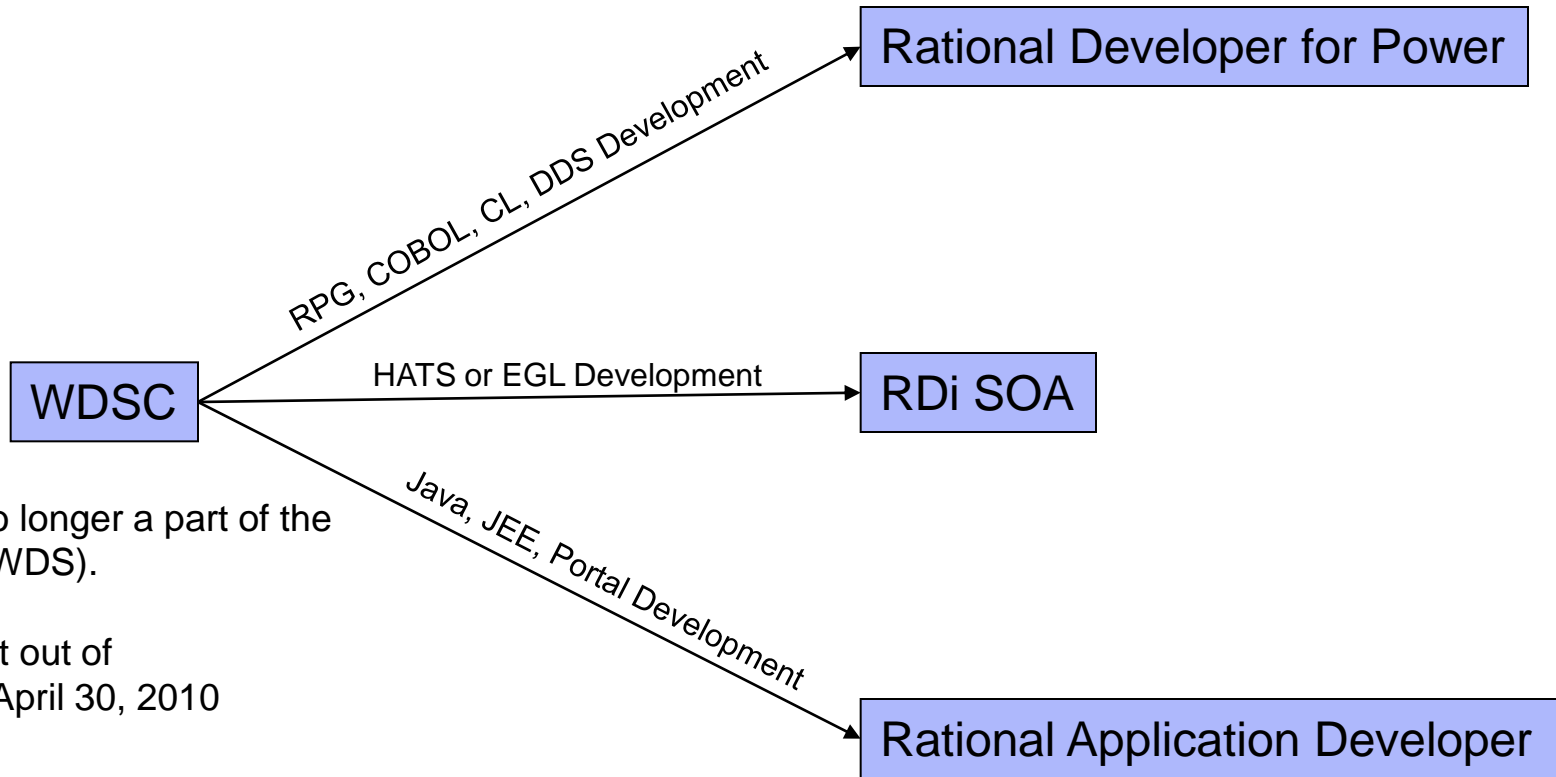 Rational Developer for Power
RPG, COBOL, CL, DDS Development
HATS or EGL Development
WDSC
RDi SOA
Java, JEE, Portal Development
longer a part of the
WDS).
out of
April 30, 2010
Rational Application Developer